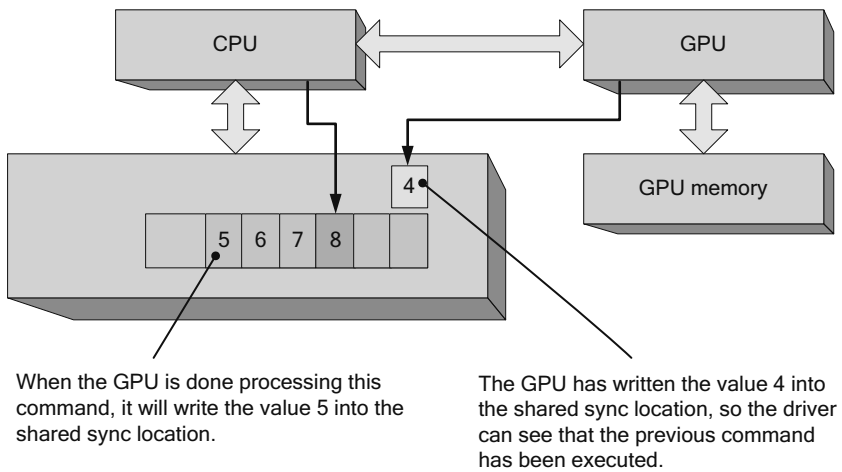 CPU
GPU
4
GPU memory
5 6 7 8
When the GPU is done processing this
command, it will write the value 5 into the
shared sync location.
The GPU has written the value 4 into
the shared sync location, so the driver
can see that the previous command
has been executed.